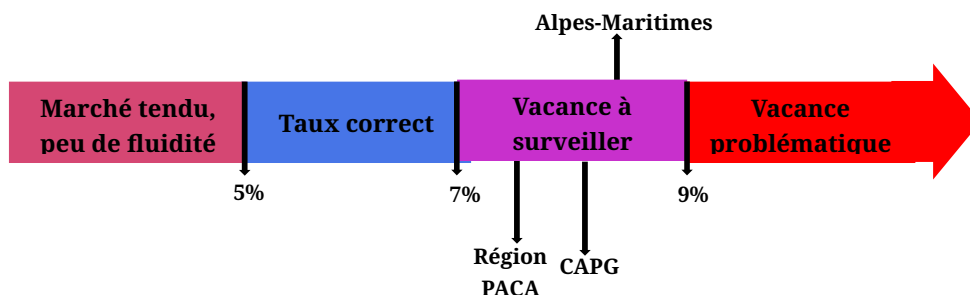 Alpes-Maritimes
Marché tendu,
peu de fluidité
Taux correct
Vacance à
surveiller
Vacance
problématique
5%
7%
9%
Région
PACA
CAPG